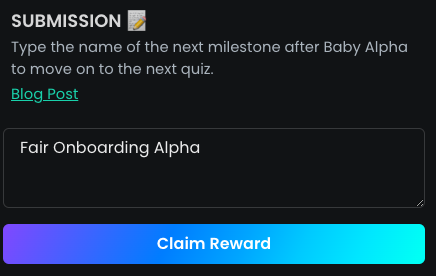 SUBMISSION 📝
Type the name of the next milestone after Baby Alpha
to move on to the next quiz.
Blog Post
Fair Onboarding Alpha
Claim Reward